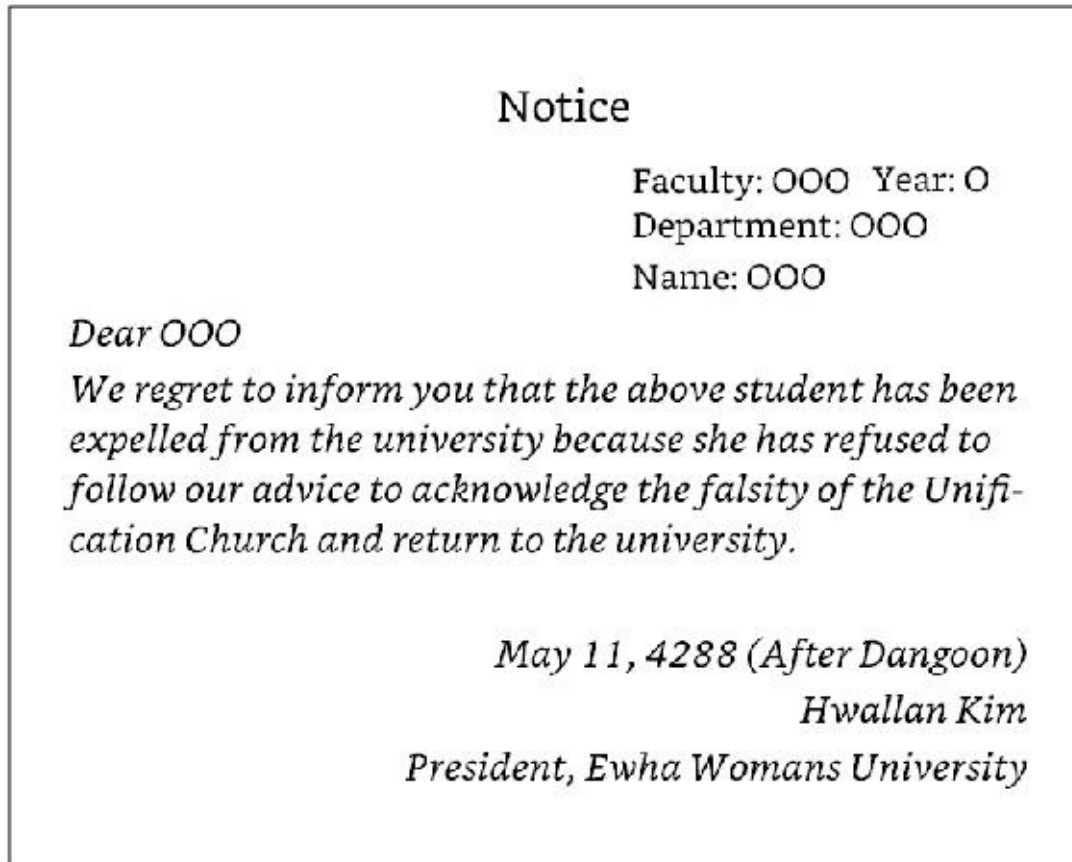 Notice
Faculty: OOO Year: O
Department: OOO
Name: OOO
Dear OOO
We regret to inform you that the above student has been
expelled from the university because she has refused to
follow our advice to acknowledge the falsity of the Unifi-
cation Church and return to the university.
May 11, 4288 (After Dangoon)
Hwallan Kim
President, Ewha Womans University